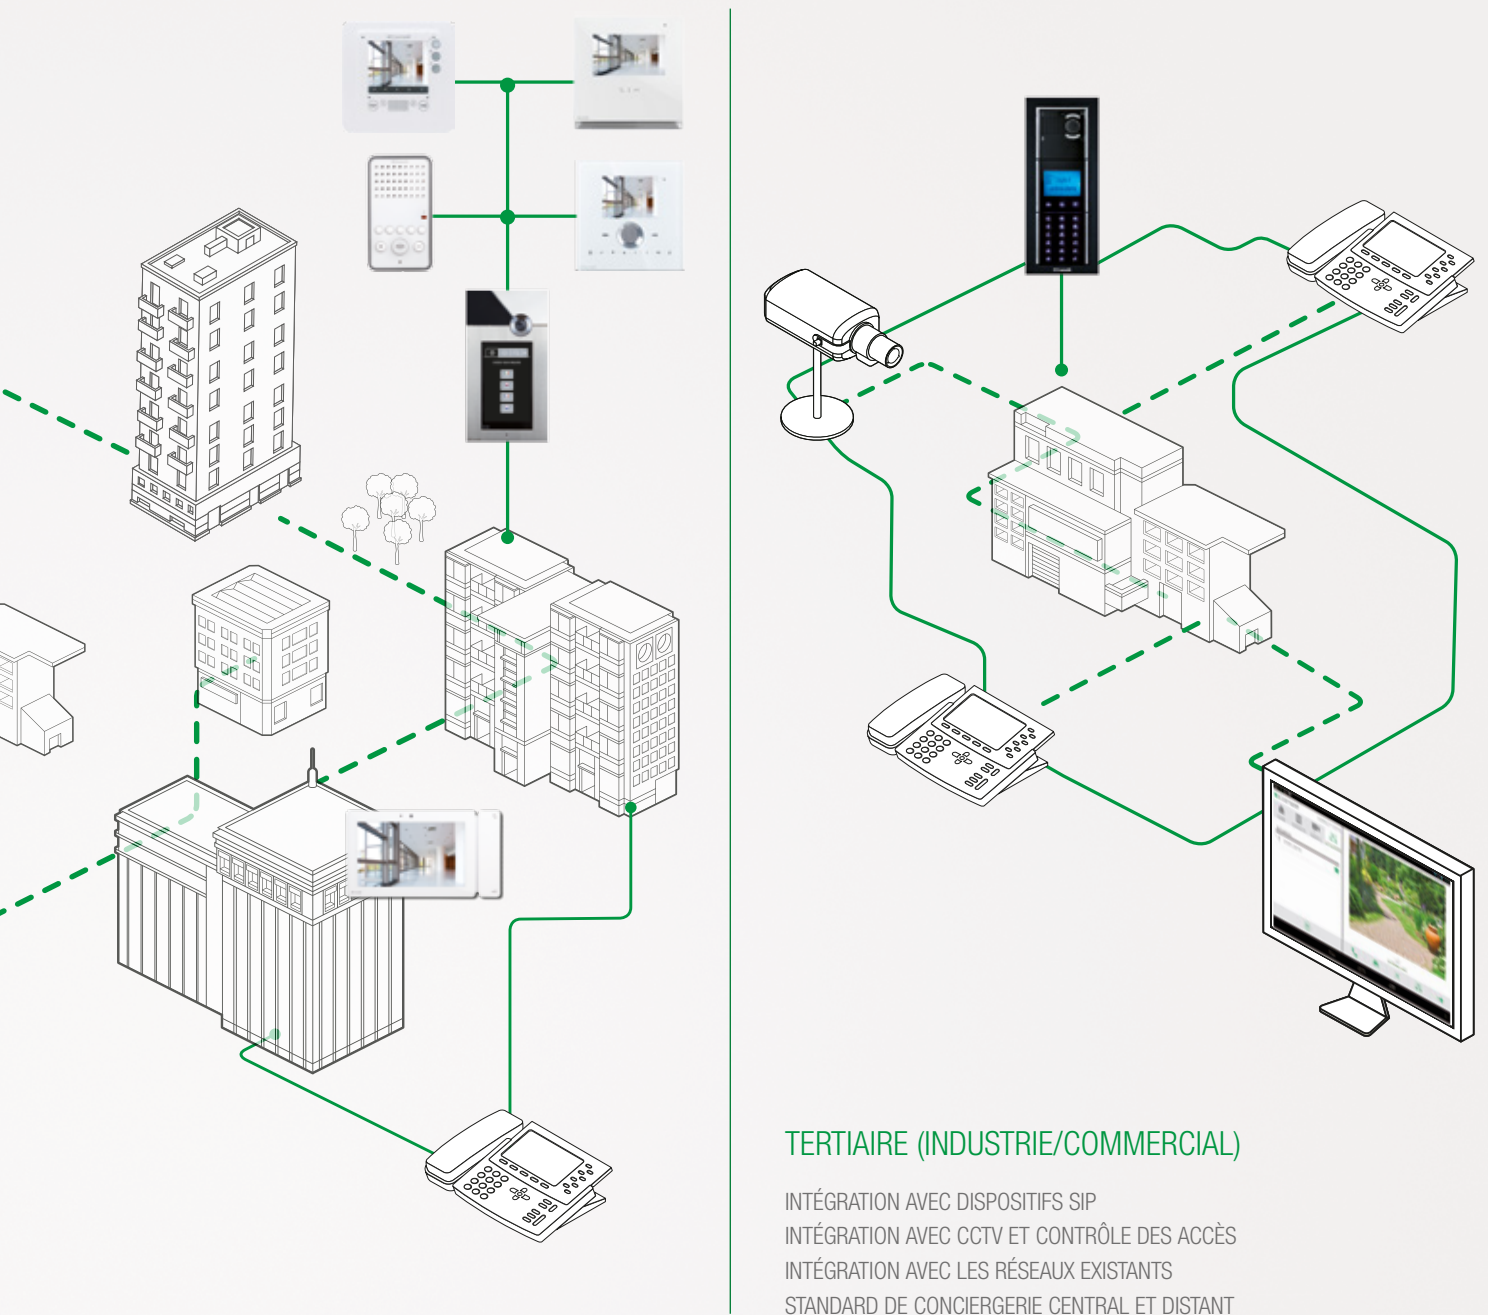 TERTIAIRE (INDUSTRIE/COMMERCIAL)
INTÉGRATION AVEC DISPOSITIFS SIP
INTÉGRATION AVEC CCTV ET CONTRÔLE DES ACCÈS
INTÉGRATION AVEC LES RÉSEAUX EXISTANTS
STANDARD DE CONCIERGERIE CENTRAL ET DISTANT